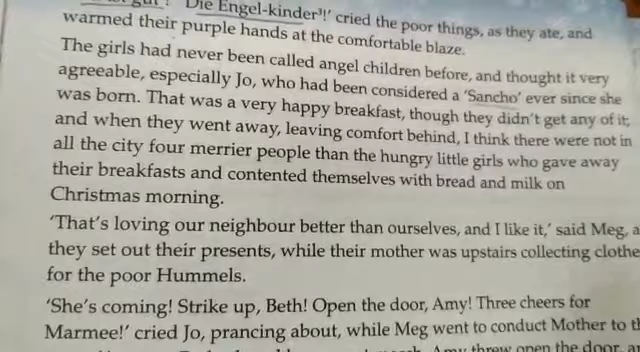 Die Engel-kinder³!' cried the poor things, as they ate, and
warmed their purple hands at the comfortable blaze.
The girls had never been called angel children before, and thought it very
agreeable, especially Jo, who had been considered a 'Sancho' ever since she
was born. That was a very happy breakfast, though they didn't get any of it;
and when they went away, leaving comfort behind, I think there were not in
all the city four merrier people than the hungry little girls who gave away
their breakfasts and contented themselves with bread and milk on
Christmas morning.
'That's loving our neighbour better than ourselves, and I like it,' said Meg, a
they set out their presents, while their mother was upstairs collecting clothe
for the poor Hummels.
'She's coming! Strike up, Beth! Open the door, Amy! Three cheers for
Marmee!' cried Jo, prancing about, while Meg went to conduct Mother to th
Amy threw open the door,